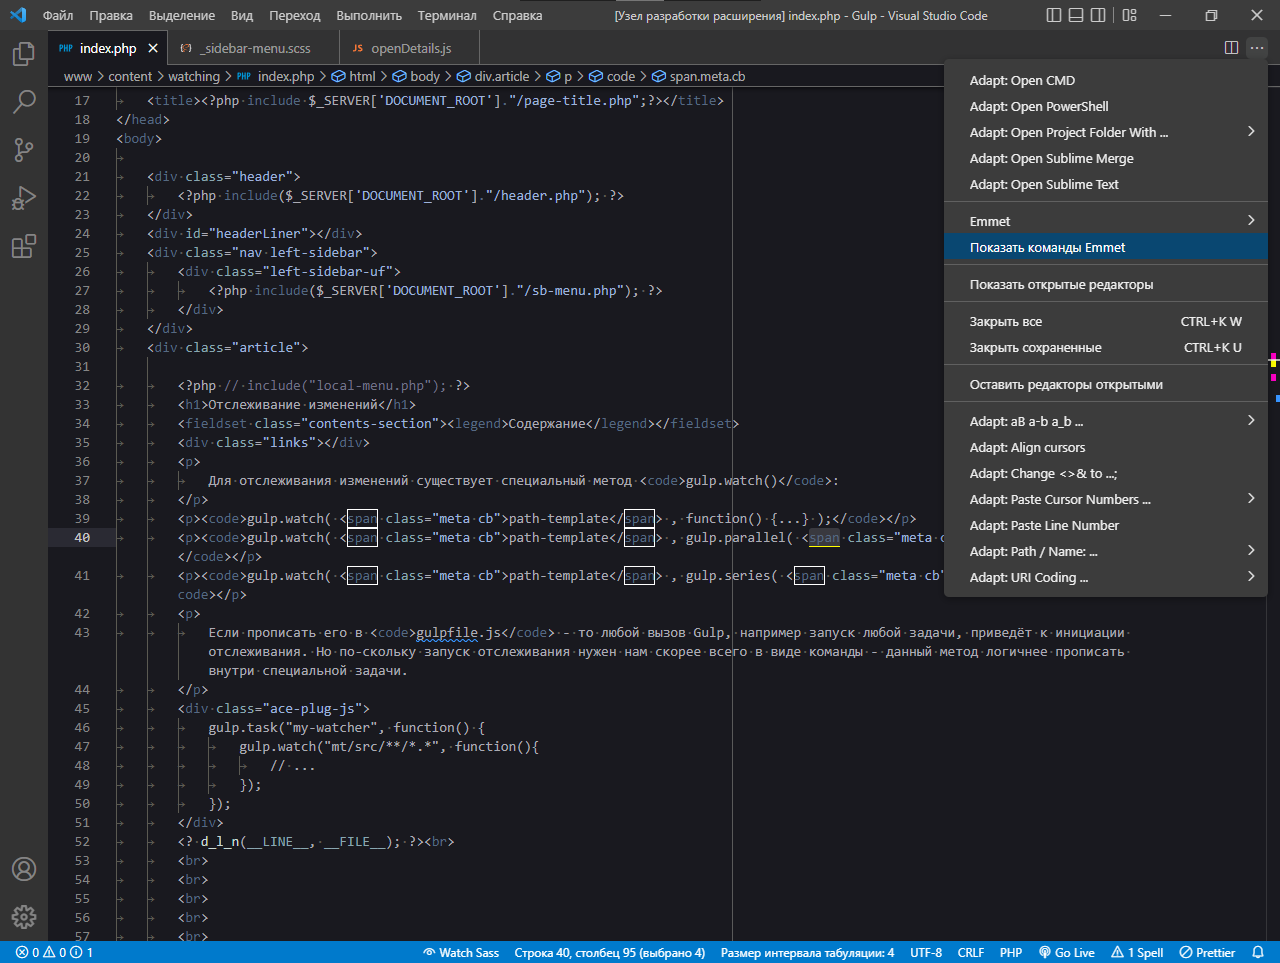 Файл Правка Выделение Вид Переход Выполнить Терминал Справка [Узел разработки расширения] index.php - Gulp - Visual Studio Code
PHP index.php _sidebar-menu.scss JS openDetails.js
www > content > watching > PHP index.php > html > body > div.article > p > code > span.meta.cb
17 <title><?php include $_SERVER['DOCUMENT_ROOT']."/page-title.php";?></title>
18 </head>
19 <body>
20
21 <div class="header">
22 <?php include($_SERVER['DOCUMENT_ROOT']."/header.php"); ?>
23 </div>
24 <div id="headerLiner"></div>
25 <div class="nav left-sidebar">
26 <div class="left-sidebar-uf">
27 <?php include($_SERVER['DOCUMENT_ROOT']."/sb-menu.php"); ?>
28 </div>
29 </div>
30 <div class="article">
31
32 <?php // include("local-menu.php"); ?>
33 <h1>Отслеживание изменений</h1>
34 <fieldset class="contents-section"><legend>Содержание</legend></fieldset>
35 <div class="links"></div>
36 <p>
37 Для отслеживания изменений существует специальный метод <code>gulp.watch()</code>:
38 </p>
39 <p><code>gulp.watch( <span class="meta cb">path-template</span> , function() {...} );</code></p>
40 <p><code>gulp.watch( <span class="meta cb">path-template</span> , gulp.parallel( <span class="meta c
</code></p>
41 <p><code>gulp.watch( <span class="meta cb">path-template</span> , gulp.series( <span class="meta cb"
code></p>
42 <p>
43 Если прописать его в <code>gulpfile.js</code> - то любой вызов Gulp, например запуск любой задачи, приведёт к инициации
отслеживания. Но по-скольку запуск отслеживания нужен нам скорее всего в виде команды - данный метод логичнее прописать
внутри специальной задачи.
44 </p>
45 <div class="ace-plug-js">
46 gulp.task("my-watcher", function() {
47 gulp.watch("mt/src/**/*.*", function(){
48 // ...
49 });
50 });
51 </div>
52 <? d_l_n(__LINE__, __FILE__); ?><br>
53 <br>
54 <br>
55 <br>
56 <br>
57 <br>
Adapt: Open CMD
Adapt: Open PowerShell
Adapt: Open Project Folder With ...
Adapt: Open Sublime Merge
Adapt: Open Sublime Text
Emmet
Показать команды Emmet
Показать открытые редакторы
Закрыть все CTRL+K W
Закрыть сохраненные CTRL+K U
Оставить редакторы открытыми
Adapt: aB a-b a_b ...
Adapt: Align cursors
Adapt: Change <>& to ...;
Adapt: Paste Cursor Numbers ...
Adapt: Paste Line Number
Adapt: Path / Name: ...
Adapt: URI Coding ...
0 0 1 Watch Sass Строка 40, столбец 95 (выбрано 4) Размер интервала табуляции: 4 UTF-8 CRLF PHP Go Live 1 Spell Prettier